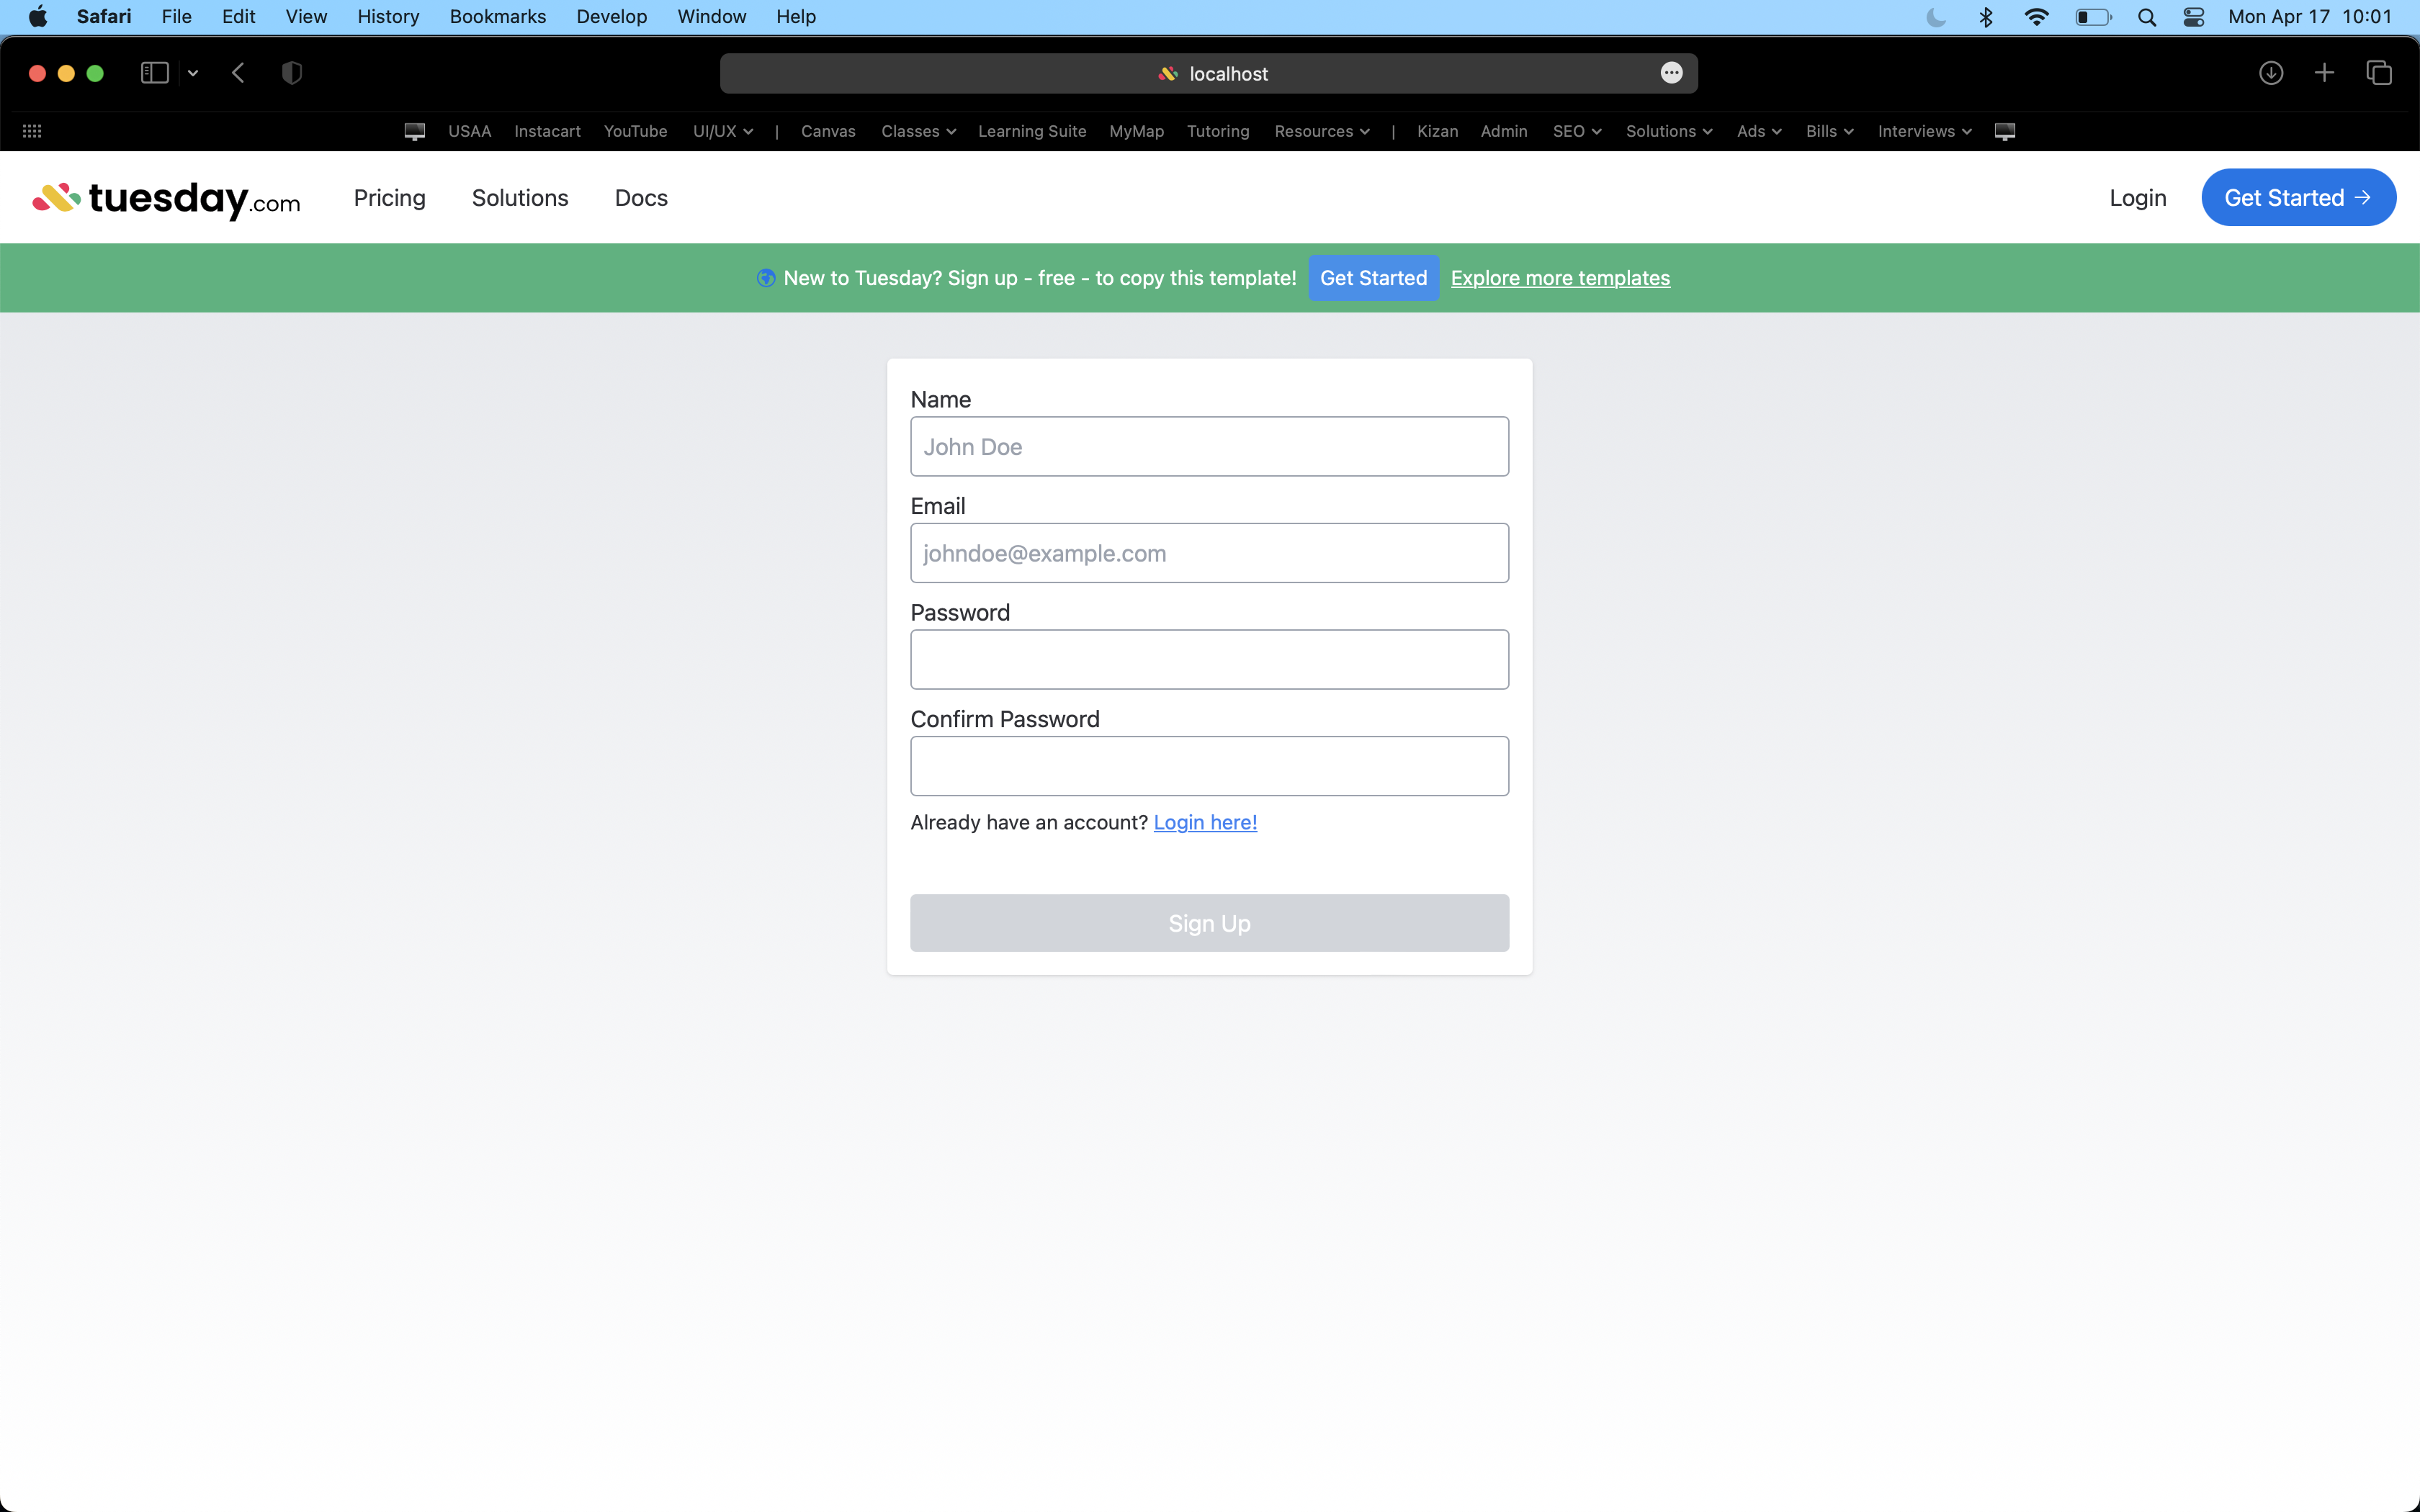 Safari File Edit View History Bookmarks Develop Window Help Mon Apr 17 10:01
localhost
USAA Instacart YouTube UI/UX | Canvas Classes Learning Suite MyMap Tutoring Resources | Kizan Admin SEO Solutions Ads Bills Interviews
tuesday.com Pricing Solutions Docs Login Get Started →
New to Tuesday? Sign up - free - to copy this template! Get Started Explore more templates
Name
John Doe
Email
johndoe@example.com
Password
Confirm Password
Already have an account? Login here!
Sign Up